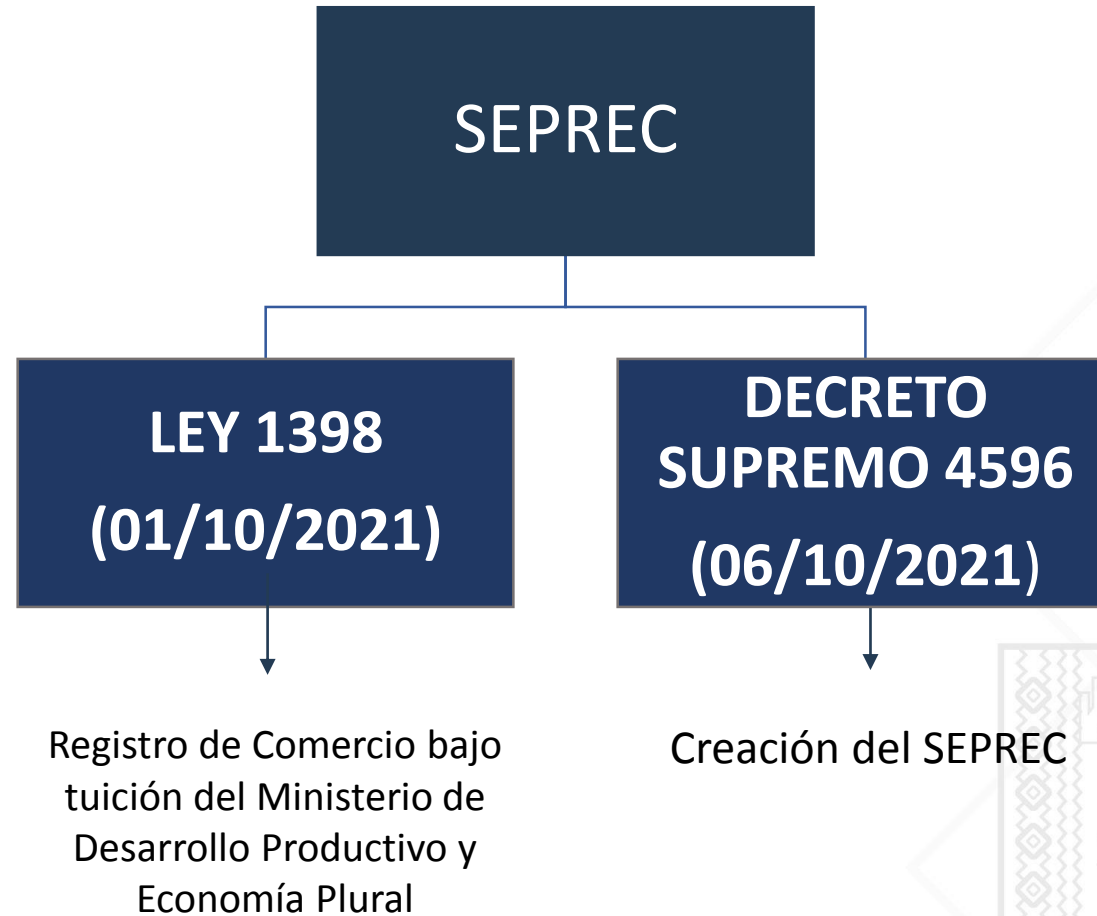 SEPREC
LEY 1398
(01/10/2021)
DECRETO
SUPREMO 4596
(06/10/2021)
Registro de Comercio bajo
tuición del Ministerio de
Desarrollo Productivo y
Economía Plural
Creación del SEPREC